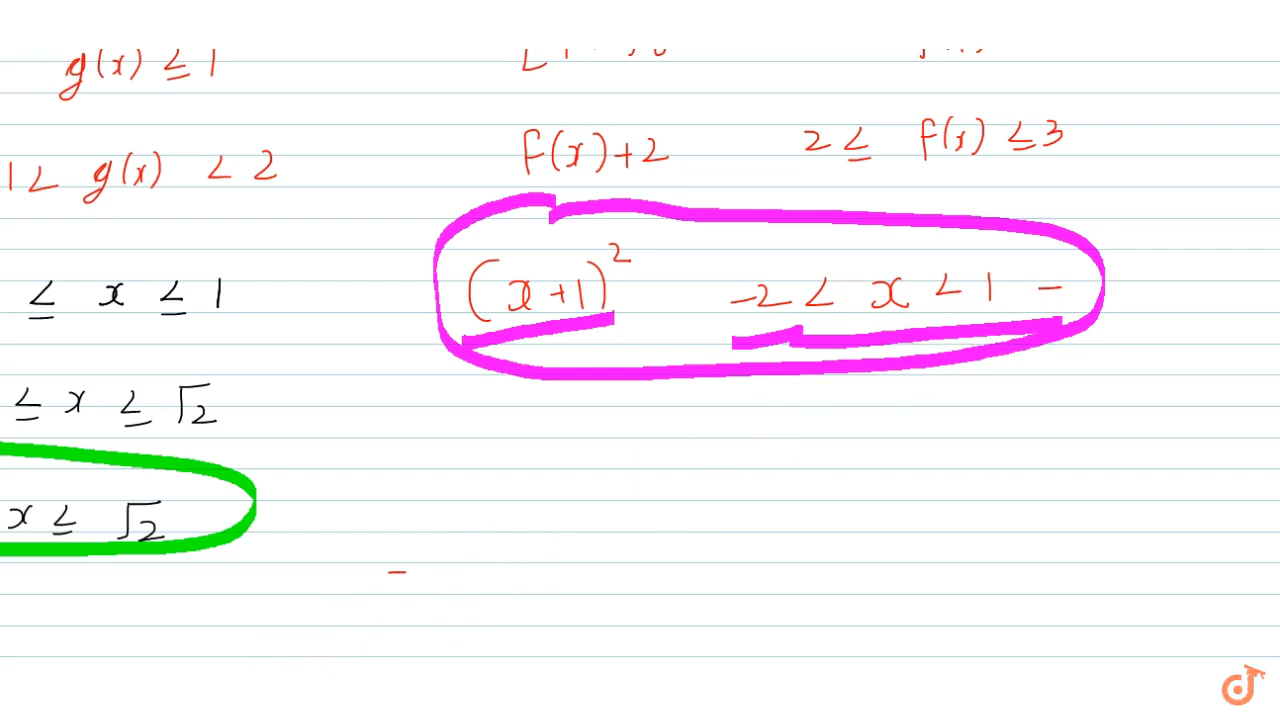 g(x) ≤ 1
1 < g(x) < 2
≤ x ≤ 1
≤ x ≤ √2
x ≤ √2
f(x)+2 2 ≤ f(x) ≤ 3
(x+1)² -2 < x < 1 -
-